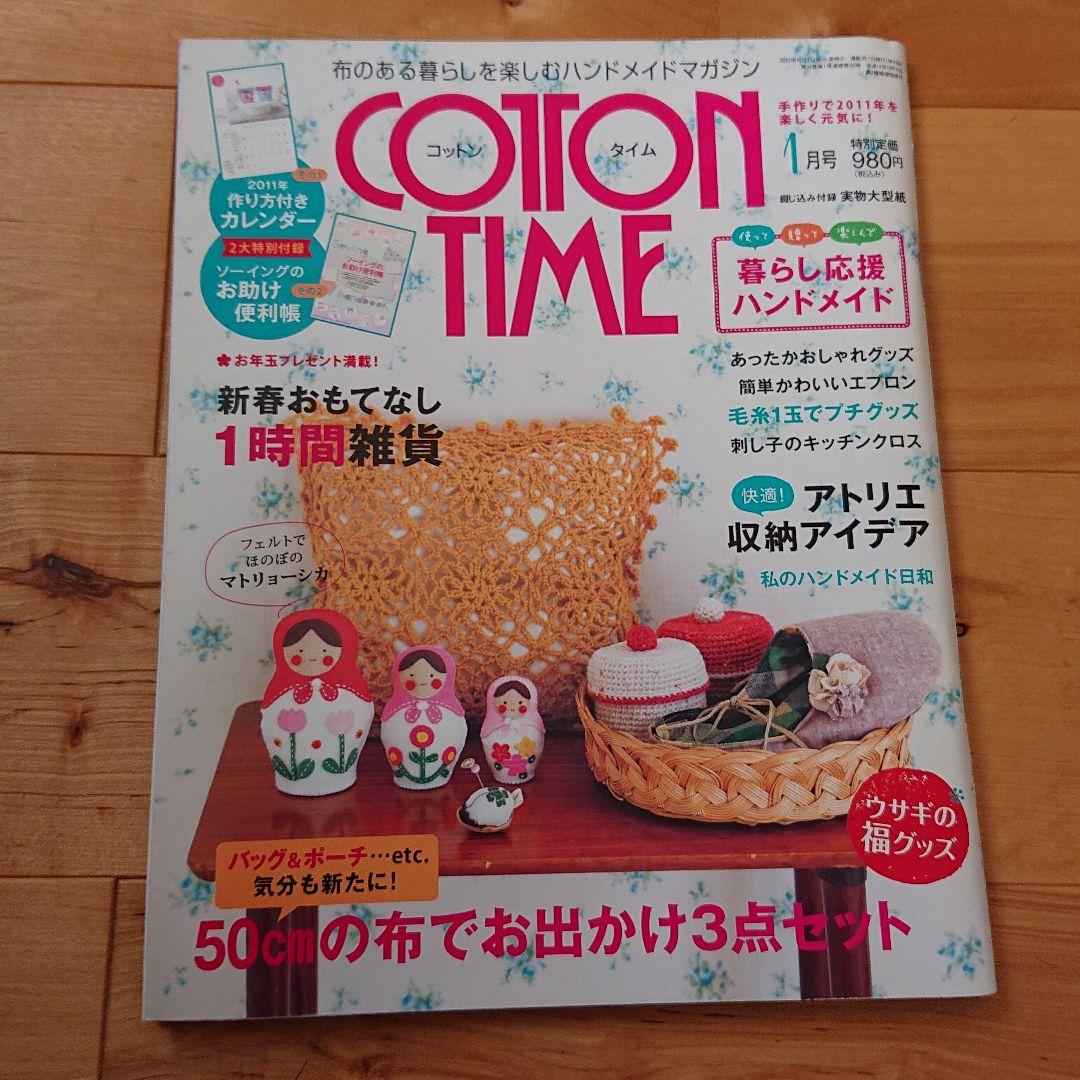 布のある暮らしを楽しむハンドメイドマガジン
COTTON
コットン
タイム
TIME
手作りで2011年を
楽しく元気に!
1月号
特別定価
980円
(税込み)
綴じ込み付録 実物大型紙
その1
2011年
作り方付き
カレンダー
2大特別付録
ソーイングの
お助け
便利帳
その2
ソーイングの
お助け便利帳
使って
贈って
楽しんで
暮らし応援
ハンドメイド
あったかおしゃれグッズ
簡単かわいいエプロン
毛糸1玉でプチグッズ
刺し子のキッチンクロス
快適!
アトリエ
収納アイデア
私のハンドメイド日和
お年玉プレゼント満載!
新春おもてなし
1時間雑貨
フェルトで
ほのぼの
マトリョーシカ
ウサギの
福グッズ
バッグ&ポーチ…etc.
気分も新たに!
50cmの布でお出かけ3点セット